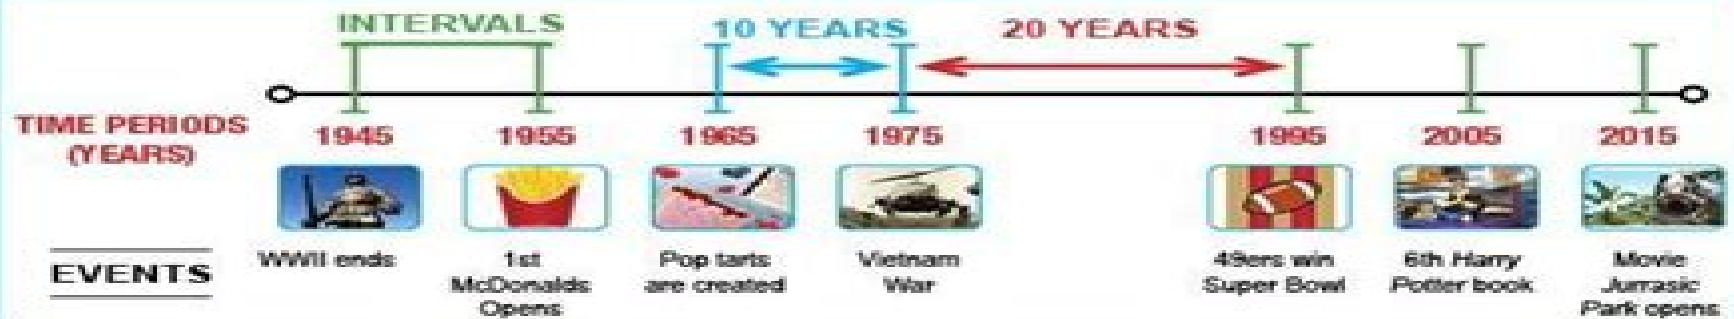 INTERVALS
10 YEARS
20 YEARS
TIME PERIODS
(YEARS)
1945
1955
1965
1975
1995
2005
2015
EVENTS
WWII ends
1st
McDonalds
Opens
Pop tarts
are created
Vietnam
War
49ers win
Super Bowl
6th Harry
Potter book
Movie
Jurrasic
Park opens